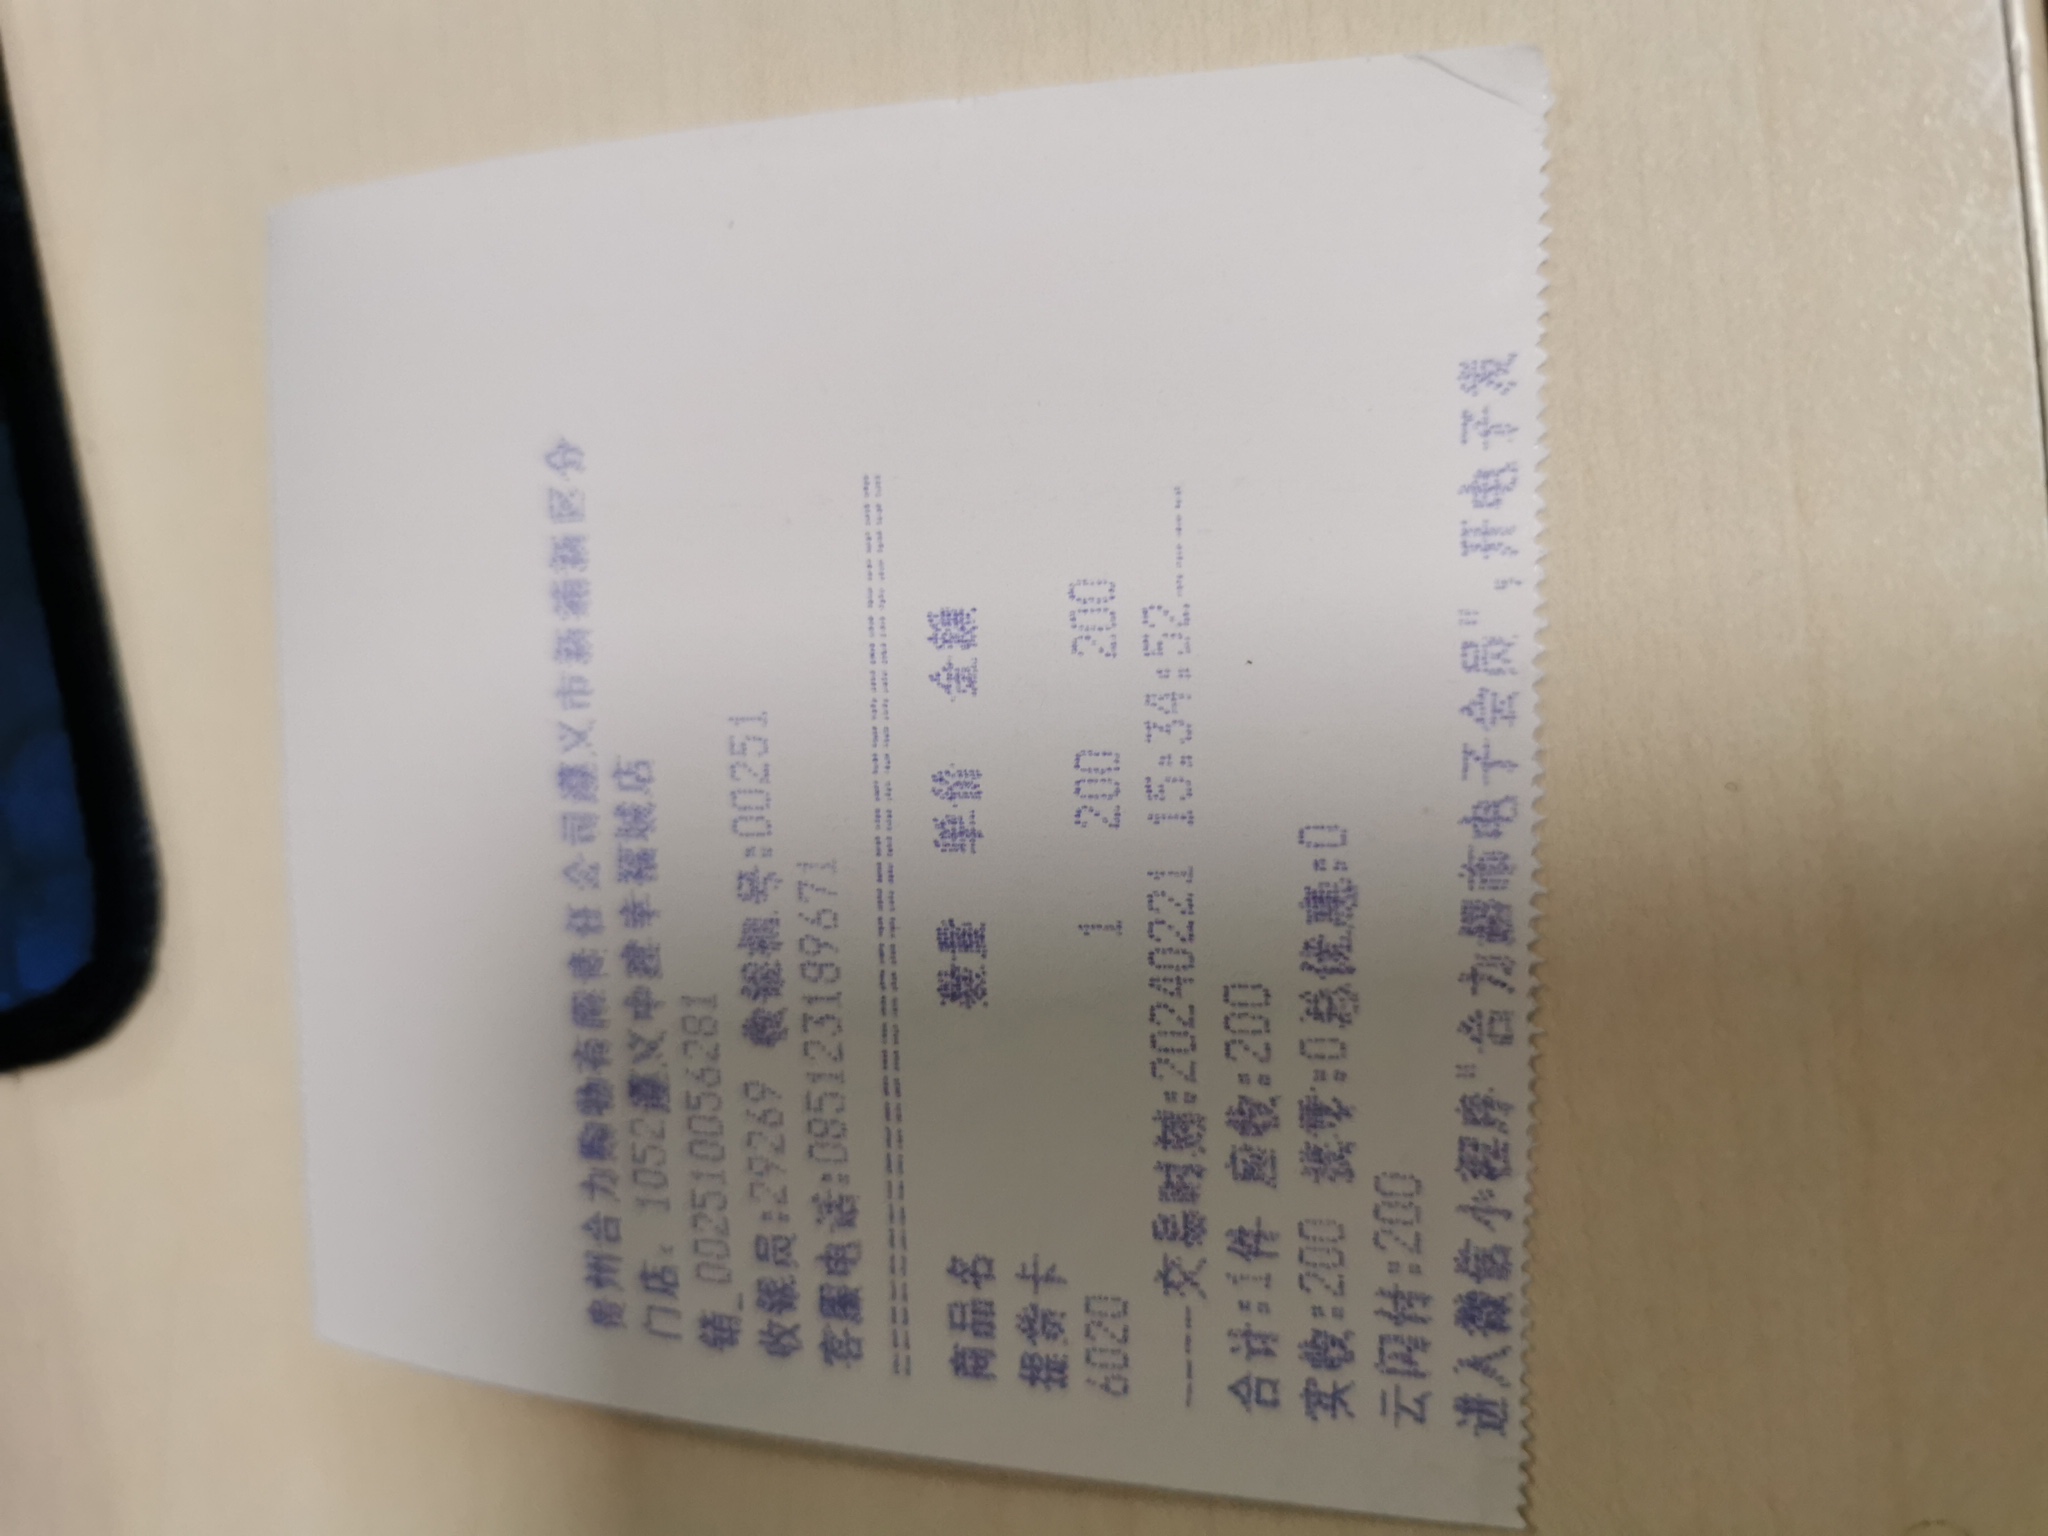 贵州合力购物有限责任公司遵义市新蒲新区分
门店: 1052遵义中建幸福城店
销_002510056281
收银员:29269 收银机号:00251
客服电话:085123189671
================================
商品名 数量 单价 金额
提货卡
6020 1 200 200
-----交易时刻:20240221 15:34:52-----
合计:1件 应收:200
实收:200 找零:0总优惠:0
云闪付:200
进入微信小程序"合力超市电子会员",开电子发